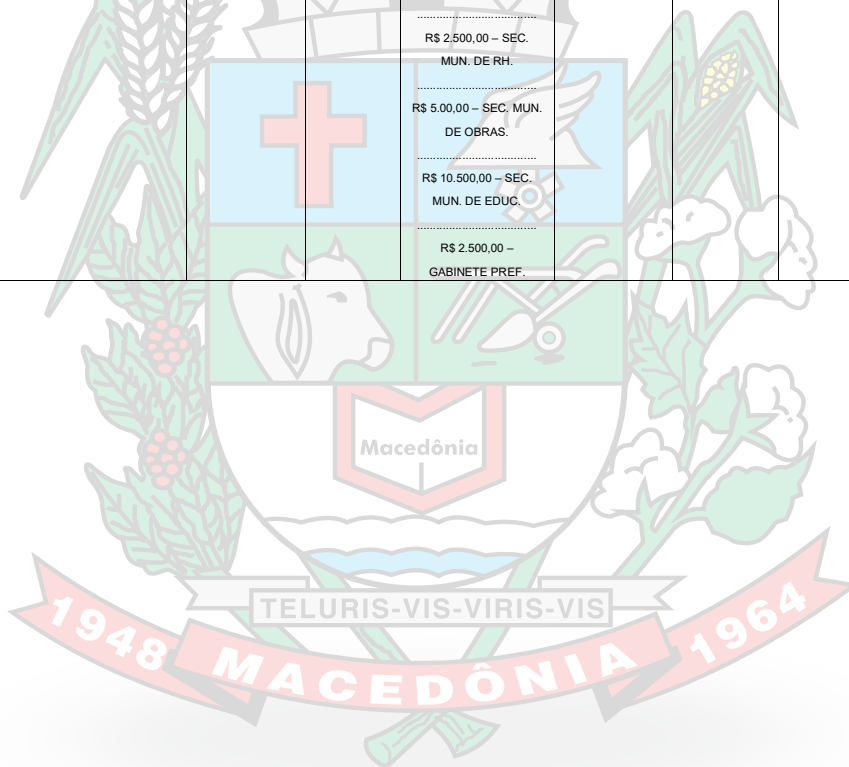 ....................................
R$ 2.500,00 – SEC.
MUN. DE RH.
....................................
R$ 5.00,00 – SEC. MUN.
DE OBRAS.
....................................
R$ 10.500,00 – SEC.
MUN. DE EDUC.
....................................
R$ 2.500,00 –
GABINETE PREF.
Macedônia
TELURIS-VIS-VIRIS-VIS
1948 MACEDÔNIA 1964